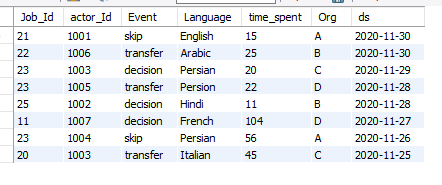 Job_Id actor_Id Event Language time_spent Org ds
21 1001 skip English 15 A 2020-11-30
22 1006 transfer Arabic 25 B 2020-11-30
23 1003 decision Persian 20 C 2020-11-29
23 1005 transfer Persian 22 D 2020-11-28
25 1002 decision Hindi 11 B 2020-11-28
11 1007 decision French 104 D 2020-11-27
23 1004 skip Persian 56 A 2020-11-26
20 1003 transfer Italian 45 C 2020-11-25